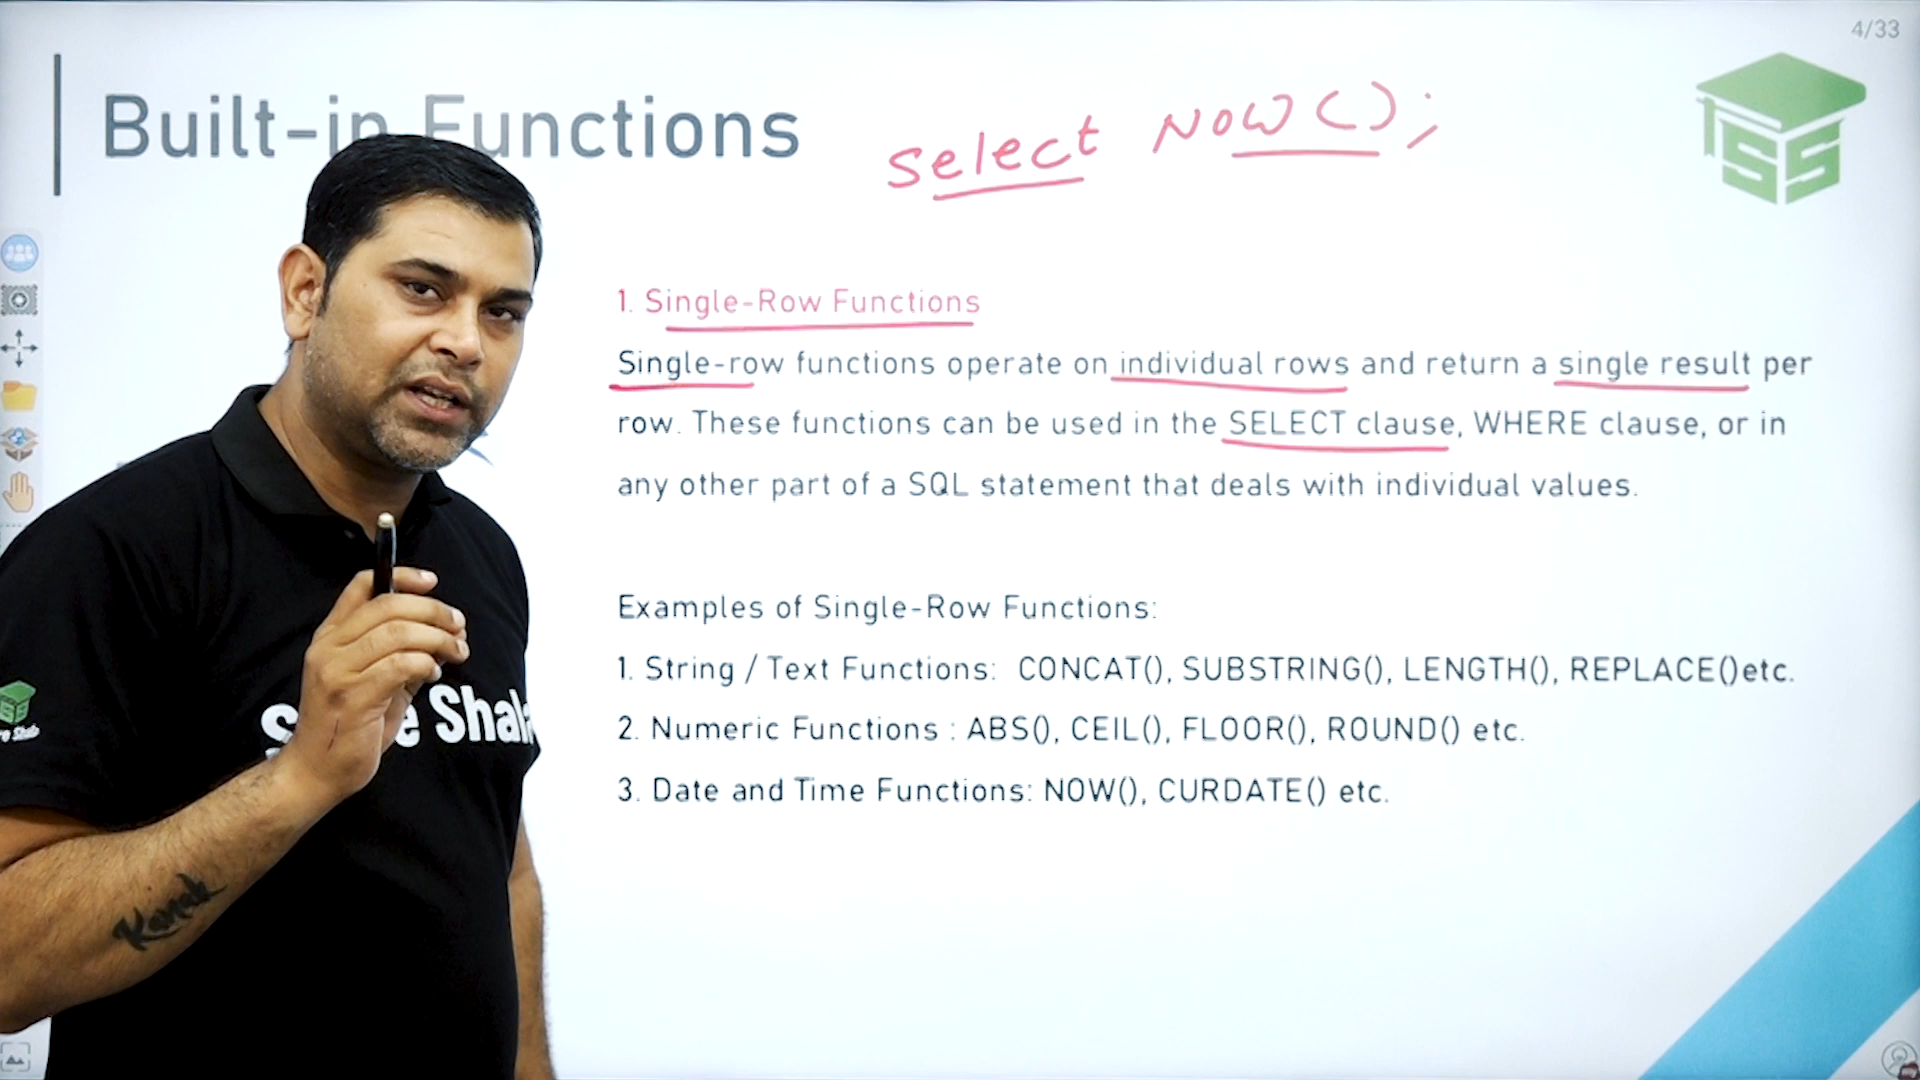 4/33
Built-in Functions
Select NOW();
SS
1. Single-Row Functions
Single-row functions operate on individual rows and return a single result per
row. These functions can be used in the SELECT clause, WHERE clause, or in
any other part of a SQL statement that deals with individual values.
Examples of Single-Row Functions:
1. String / Text Functions: CONCAT(), SUBSTRING(), LENGTH(), REPLACE()etc.
2. Numeric Functions : ABS(), CEIL(), FLOOR(), ROUND() etc.
3. Date and Time Functions: NOW(), CURDATE() etc.
Shala
SS
Kanak